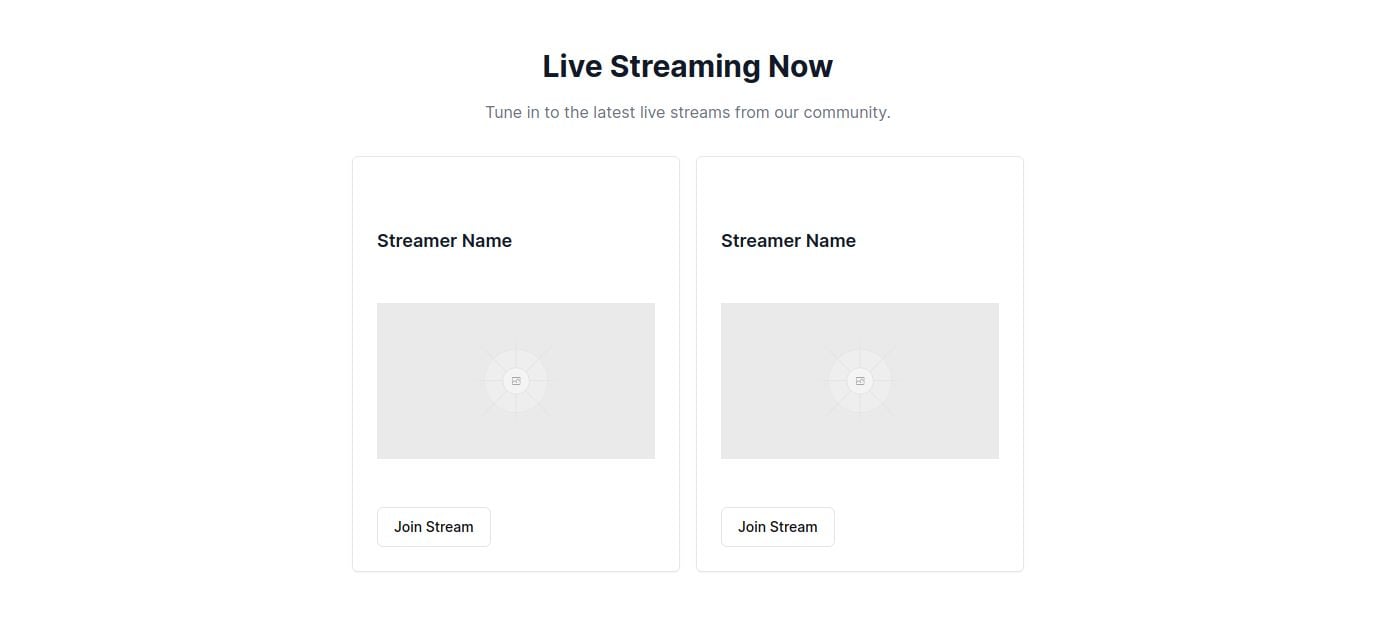 Live Streaming Now
Tune in to the latest live streams from our community.
Streamer Name
Join Stream
Streamer Name
Join Stream